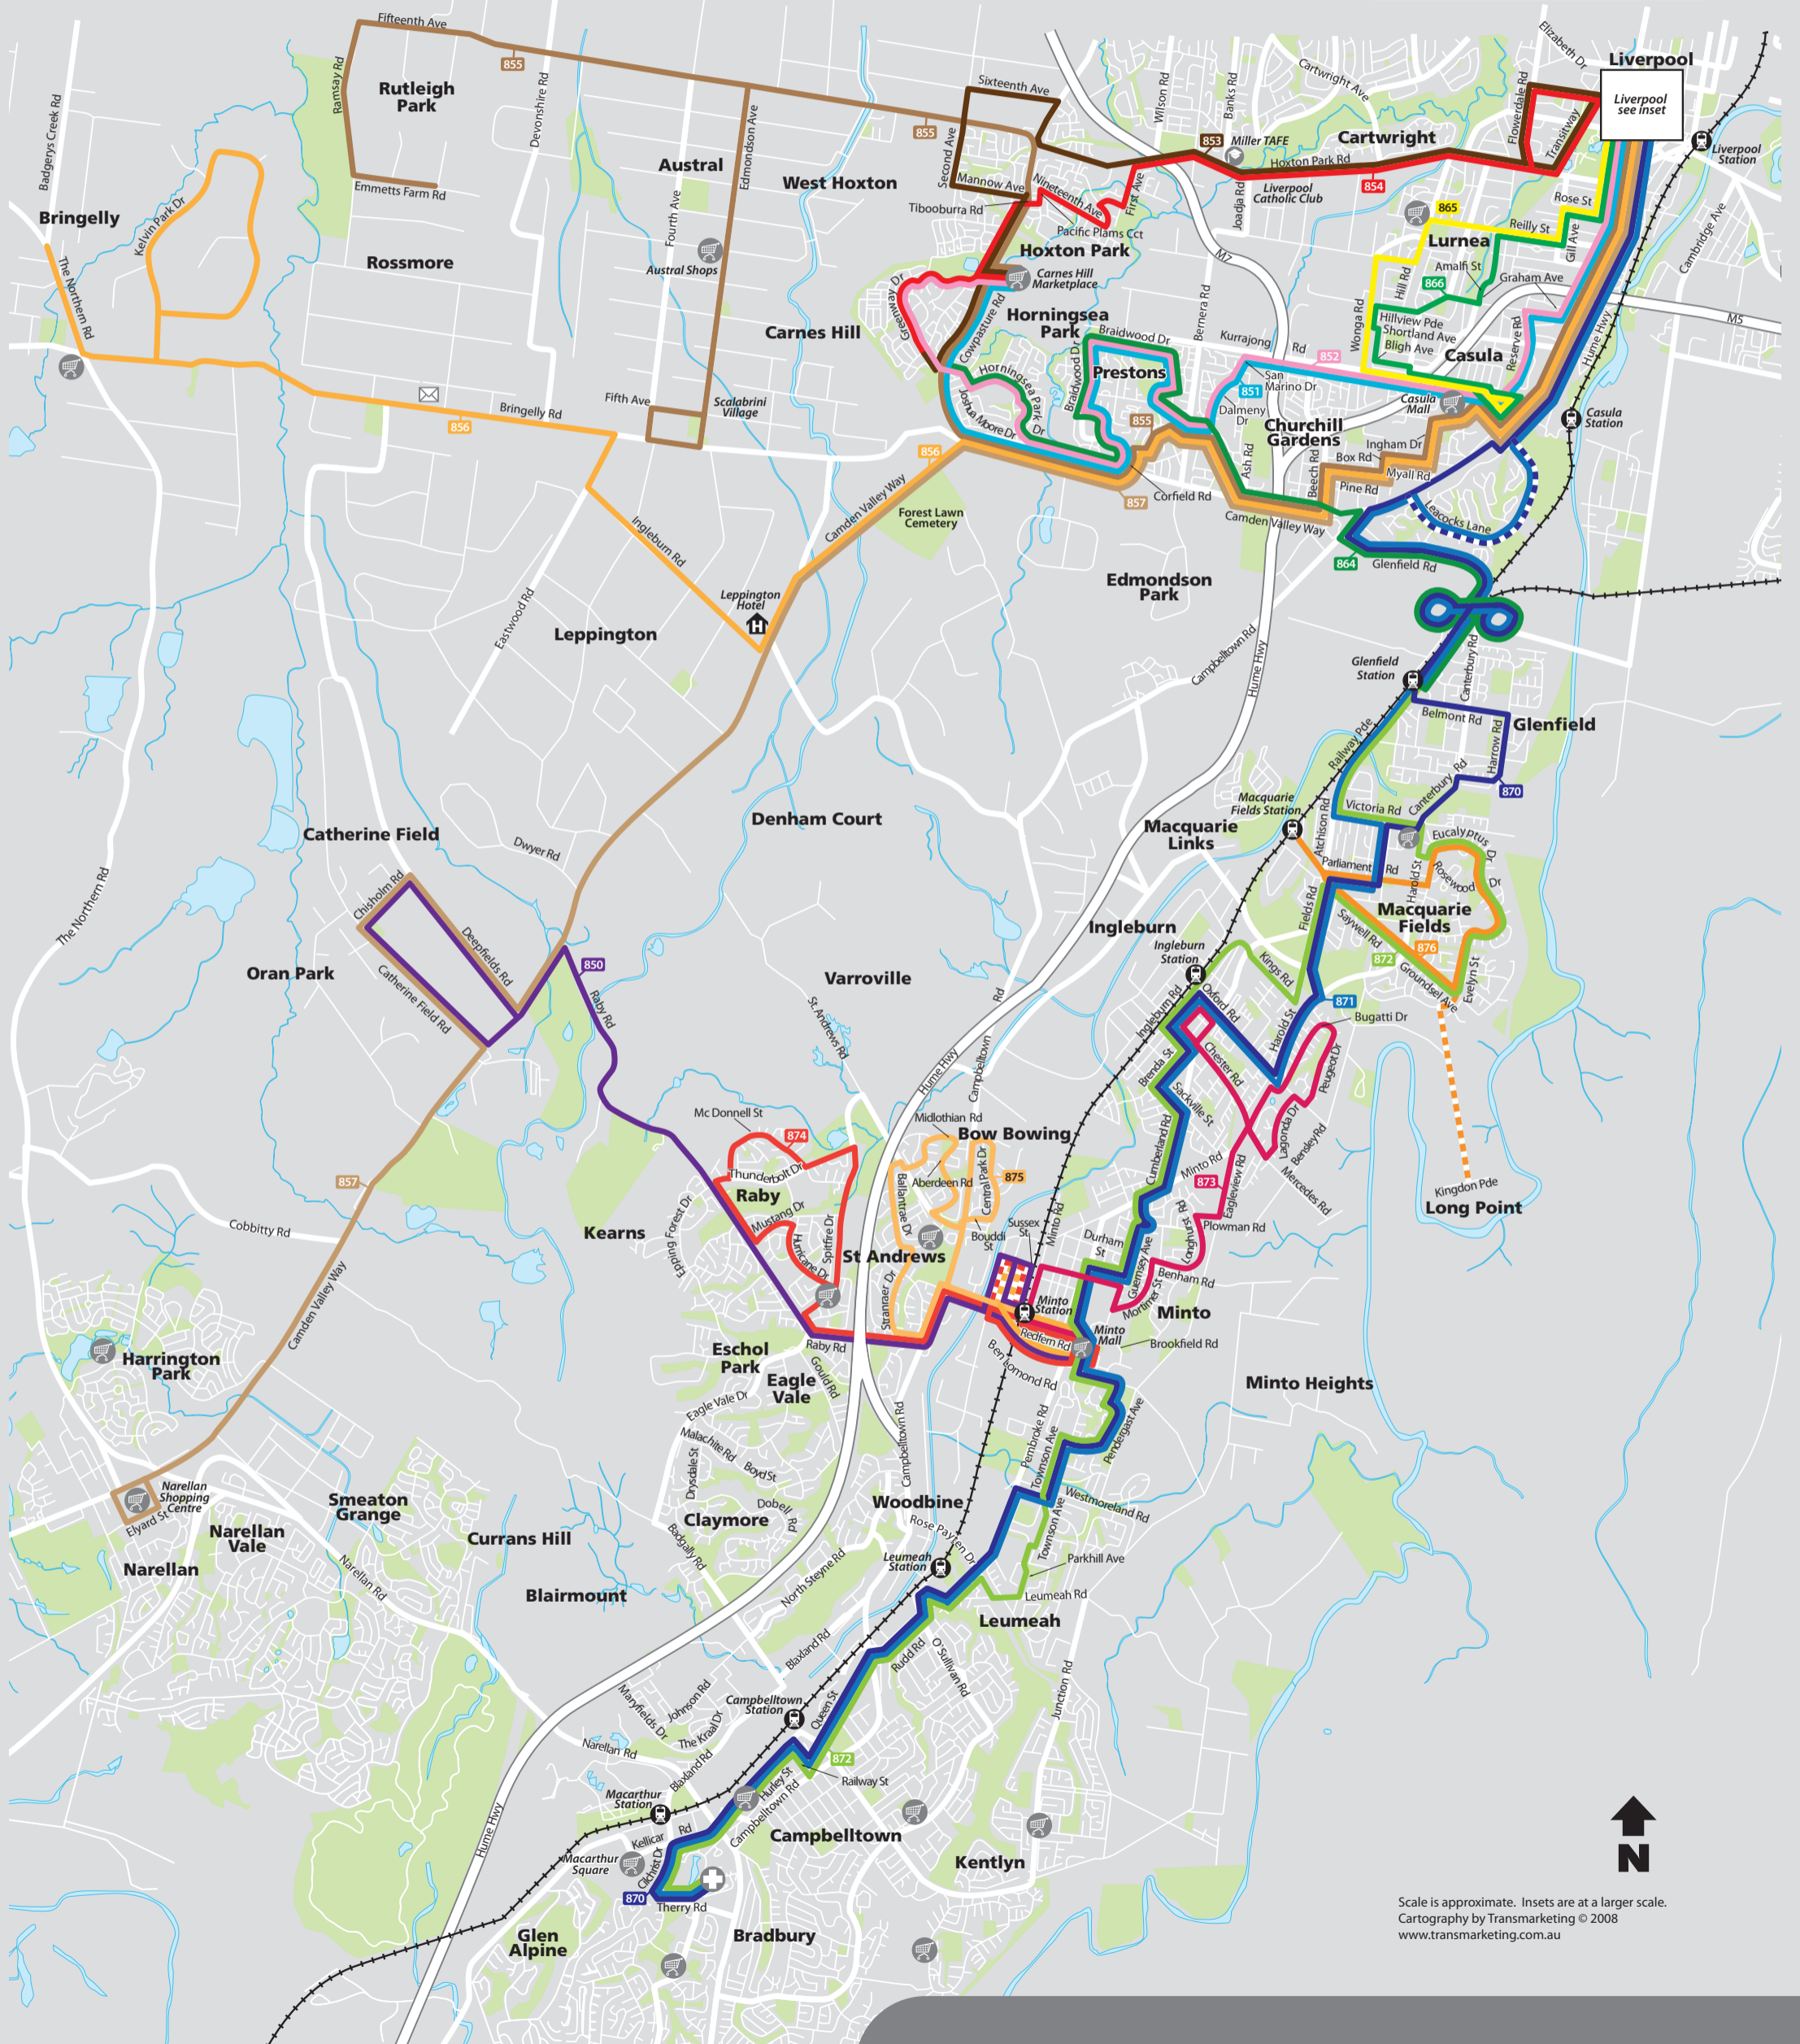 Fifteenth Ave
855
Ramsay Rd
Rutleigh
Park
Badgerys Creek Rd
Devonshire Rd
Emmetts Farm Rd
Kelvin Park Dr
Bringelly
The Northern Rd
Rossmore
Austral
Edmondson Ave
Fourth Ave
Austral Shops
West Hoxton
855
Second Ave
Sixteenth Ave
Mannow Ave
Tibooburra Rd
Nineteenth Ave
Pacific Plams Cct
First Ave
Hoxton Park
Carnes Hill
Marketplace
Wilson Rd
Banks Rd
Cartwright Ave
853
Miller TAFE
Cartwright
Hoxton Park Rd
Liverpool
Catholic Club
854
Joadja Rd
Flowerdale Rd
Transitway
Elizabeth Dr
Liverpool
Liverpool
see inset
Liverpool
Station
Cambridge Ave
865
Rose St
Reilly St
Lurnea
Gill Ave
Amalfi St
Graham Ave
866
Hill Rd
Hillview Pde
Shortland Ave
Bligh Ave
Wonga Rd
Casula
Reserve Rd
Hume Hwy
M5
M7
Greenway Dr
Cowpasture Rd
Horningsea
Park
Carnes Hill
Bernera Rd
Braidwood Dr
Kurrajong
Rd
852
Braidwood Dr
Prestons
Horningsea Park
Dr
Joshua Moore Dr
851
San
Marino Dr
Dalmeny
Dr
Casula
Mall
Casula
Station
Churchill
Gardens
855
Ingham Dr
Box Rd
Myall Rd
Pine Rd
Beech Rd
Ash Rd
Corfield Rd
857
Camden Valley Way
Leacocks Lane
864
Glenfield Rd
Fifth Ave
Scalabrini
Village
Bringelly Rd
856
856
Camden Valley Way
Forest Lawn
Cemetery
Ingleburn Rd
Leppington
Hotel
Eastwood Rd
Leppington
Edmondson
Park
Campbelltown Rd
Hume Hwy
Glenfield
Station
Canterbury Rd
Belmont Rd
Glenfield
Harrow Rd
Railway Pde
Canterbury
Rd
870
Macquarie
Fields Station
Victoria Rd
Atchison Rd
Eucalyptus
Dr
Macquarie
Links
Parliament
Rd
Harold St
Rosewood
Dr
Macquarie
Fields
Fields Rd
Saywell Rd
876
872
Groundsel Ave
Evelyn St
Denham Court
Catherine Field
Dwyer Rd
Chisholm Rd
Deepfields Rd
Catherine Field Rd
Oran Park
850
Raby Rd
The Northern Rd
Varroville
St Andrews Rd
Ingleburn
Ingleburn
Station
Kings Rd
Ingleburn Rd
Oxford Rd
871
Bugatti Dr
Harold St
Chester Rd
Peugeot Dr
Brenda St
Sackville St
Lagonda Dr
Bensley Rd
Mercedes Rd
Rd
Campbelltown
Hume Hwy
Kingdon Pde
Long Point
Mc Donnell St
874
Thunderbolt Dr
Raby
Mustang Dr
Hurricane Dr
Spitfire Dr
Epping Forest Dr
Kearns
Midlothian Rd
Bow Bowing
Aberdeen Rd
Central Park Dr
875
Ballantrae Dr
Bouddi
St
St Andrews
Stranraer Dr
Sussex
St
Minto Rd
Cumberland Rd
Minto Rd
873
Eagleview Rd
Plowman Rd
Londhurst Rd
Durham
St
Guernsey Ave
Benham Rd
Mortimer St
Minto
Minto
Station
Minto
Mall
Redfern Rd
Brookfield Rd
Ben Lomond Rd
Minto Heights
857
Cobbitty Rd
Camden Valley Way
Harrington
Park
Eschol
Park
Raby Rd
Gould Rd
Eagle
Vale
Eagle Vale Dr
Malachite Rd
Boyd St
Drysdale St
Dobell
Rd
Claymore
Badgally Rd
Campbelltown Rd
Pembroke Rd
Townson Ave
Pendergast Ave
Westmoreland Rd
Woodbine
Rose Payten Dr
Townson Ave
Parkhill Ave
Leumeah Rd
Leumeah
Station
Leumeah
Narellan
Shopping
Centre
Elyard St
Narellan
Vale
Narellan
Smeaton
Grange
Currans Hill
Narellan Rd
Blairmount
North Steyne Rd
Blaxland Rd
Rudd Rd
O'Sullivan Rd
Junction Rd
Maryfields Dr
Johnson Rd
The Kraal Dr
Campbelltown
Station
Queen St
872
Railway St
Narellan Rd
Blaxland Rd
Hurley St
Campbelltown Rd
Macarthur
Station
Kellicar
Rd
Campbelltown
Macarthur
Square
Gilchrist Dr
870
Therry Rd
Kentlyn
Hume Hwy
Glen
Alpine
Bradbury
N
Scale is approximate. Insets are at a larger scale.
Cartography by Transmarketing © 2008
www.transmarketing.com.au